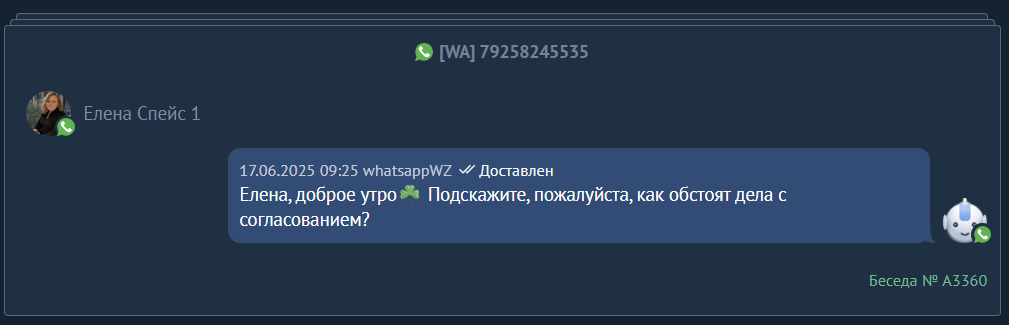 [WA] 79258245535
Елена Спейс 1
17.06.2025 09:25 whatsappWZ Доставлен
Елена, доброе утро☘️ Подскажите, пожалуйста, как обстоят дела с
согласованием?
Беседа № A3360